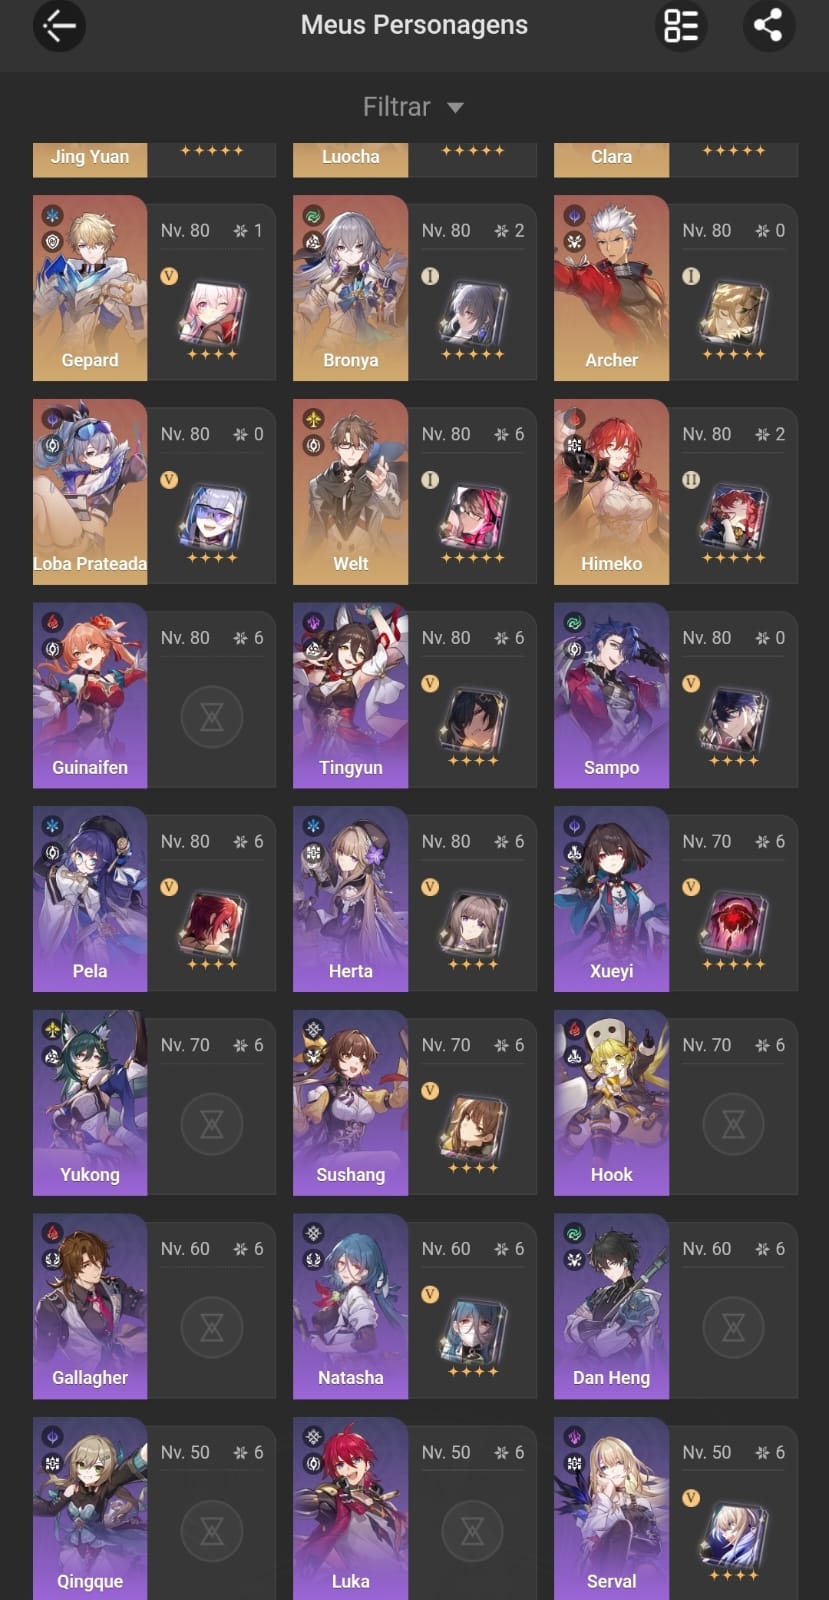 Meus Personagens
Filtrar
Jing Yuan
Luocha
Clara
Nv. 80 1
Nv. 80 2
Nv. 80 0
V
I
I
Gepard
Bronya
Archer
Nv. 80 0
Nv. 80 6
Nv. 80 2
V
I
II
Loba Prateada
Welt
Himeko
Nv. 80 6
Nv. 80 6
Nv. 80 0
V
V
Guinaifen
Tingyun
Sampo
Nv. 80 6
Nv. 80 6
Nv. 70 6
V
V
V
Pela
Herta
Xueyi
Nv. 70 6
Nv. 70 6
Nv. 70 6
V
Yukong
Sushang
Hook
Nv. 60 6
Nv. 60 6
Nv. 60 6
V
Gallagher
Natasha
Dan Heng
Nv. 50 6
Nv. 50 6
Nv. 50 6
V
Qingque
Luka
Serval